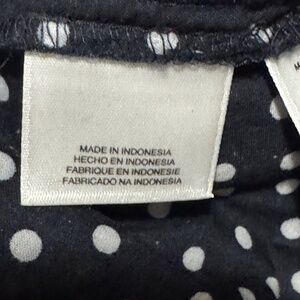 MADE IN INDONESIA
HECHO EN INDONESIA
FABRIQUE EN INDONESIE
FABRICADO NA INDONESIA